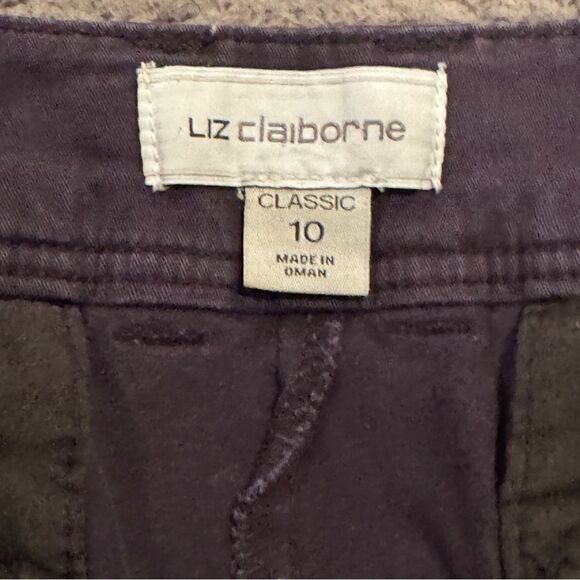 LIZ claiborne
CLASSIC
10
MADE IN
OMAN